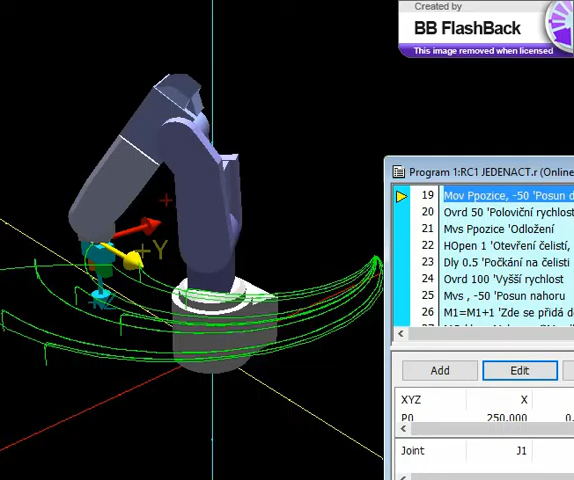 Created by
BB FlashBack
This image removed when licensed
Program 1:RC1 JEDENACT.r (Online
19 Mov Ppozice, -50 'Posun d
20 Ovrd 50 'Poloviční rychlost
21 Mvs Ppozice 'Odložení
22 HOpen 1 'Otevření čelistí,
23 Dly 0.5 'Počkání na čelisti
24 Ovrd 100 'Vyšší rychlost
25 Mvs , -50 'Posun nahoru
26 M1=M1+1 'Zde se přidá d
27
+Y
Add Edit
XYZ X
P0 250.000 0.
Joint J1